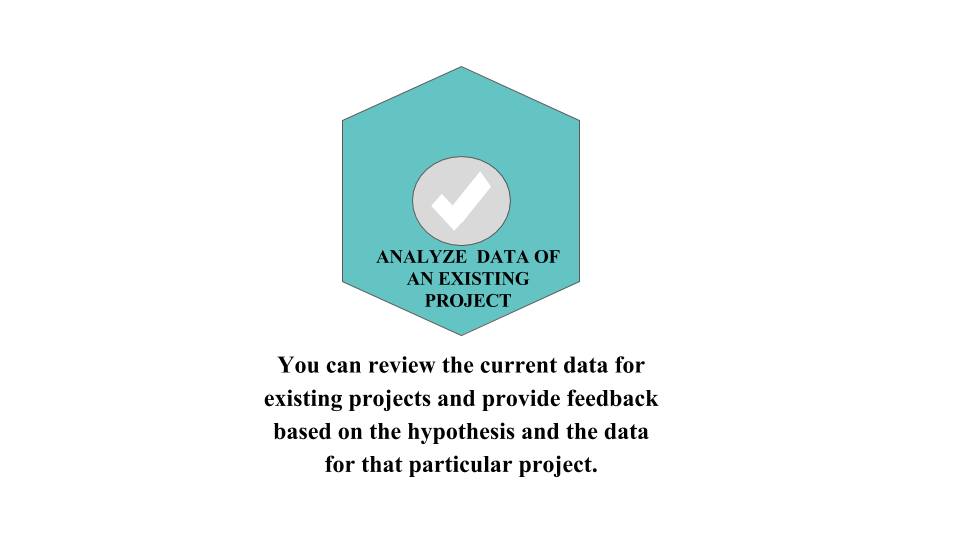 ANALYZE  DATA OF
AN EXISTING
PROJECT
You can review the current data for
existing projects and provide feedback
based on the hypothesis and the data
for that particular project.